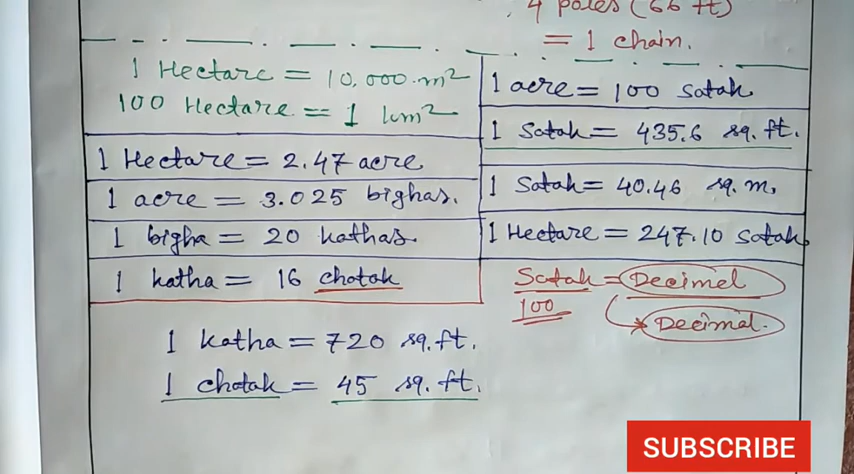 4 poles (66 ft)
= 1 chain.
1 Hectare = 10,000 m²
100 Hectare = 1 km²
1 Hectare = 2.47 acre
1 acre = 3.025 bighas.
1 bigha = 20 kathas.
1 katha = 16 chotak
1 acre = 100 Satak
1 Satak = 435.6 sq. ft.
1 Satak = 40.46 sq. m.
1 Hectare = 247.10 Satak
Satak = Decimel
100
Decimal.
1 katha = 720 sq. ft.
1 chotak = 45 sq. ft.
SUBSCRIBE